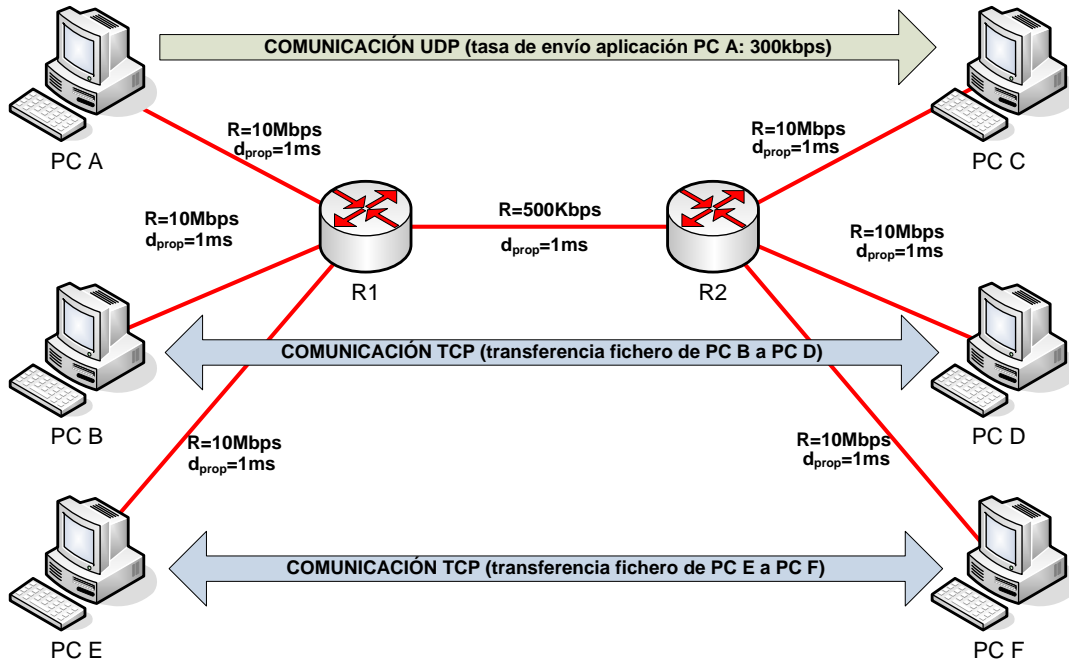 COMUNICACIÓN UDP (tasa de envío aplicación PC A: 300kbps)
PC A
PC C
R=10Mbps
dprop=1ms
R=10Mbps
dprop=1ms
R=10Mbps
dprop=1ms
R=500Kbps
dprop=1ms
R=10Mbps
dprop=1ms
R1
R2
COMUNICACIÓN TCP (transferencia fichero de PC B a PC D)
PC B
PC D
R=10Mbps
dprop=1ms
R=10Mbps
dprop=1ms
COMUNICACIÓN TCP (transferencia fichero de PC E a PC F)
PC E
PC F